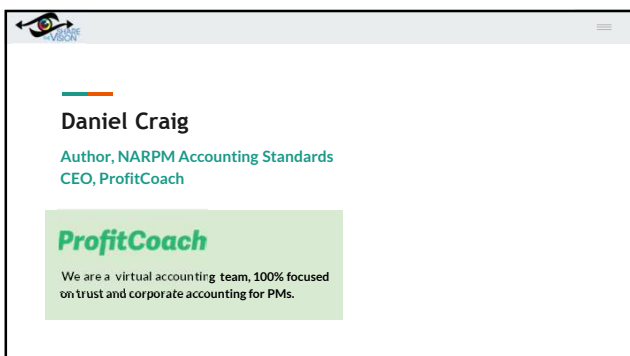 SHARE
THE VISION
Daniel Craig
Author, NARPM Accounting Standards
CEO, ProfitCoach
ProfitCoach
We are a virtual accounting team, 100% focused
on trust and corporate accounting for PMs.